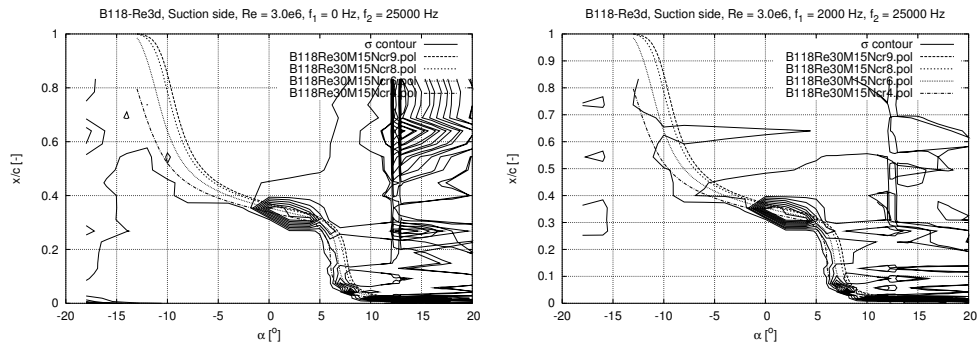 B118-Re3d, Suction side, Re = 3.0e6, f1 = 0 Hz, f2 = 25000 Hz
σ contour
B118Re30M15Ncr9.pol
B118Re30M15Ncr8.pol
B118Re30M15Ncr6.pol
B118Re30M15Ncr4.pol
x/c [-]
1
0.8
0.6
0.4
0.2
0
-20 -15 -10 -5 0 5 10 15 20
α [o]
B118-Re3d, Suction side, Re = 3.0e6, f1 = 2000 Hz, f2 = 25000 Hz
σ contour
B118Re30M15Ncr9.pol
B118Re30M15Ncr8.pol
B118Re30M15Ncr6.pol
B118Re30M15Ncr4.pol
x/c [-]
1
0.9
0.8
0.7
0.6
0.5
0.4
0.3
0.2
0.1
0
-20 -15 -10 -5 0 5 10 15 20
α [o]